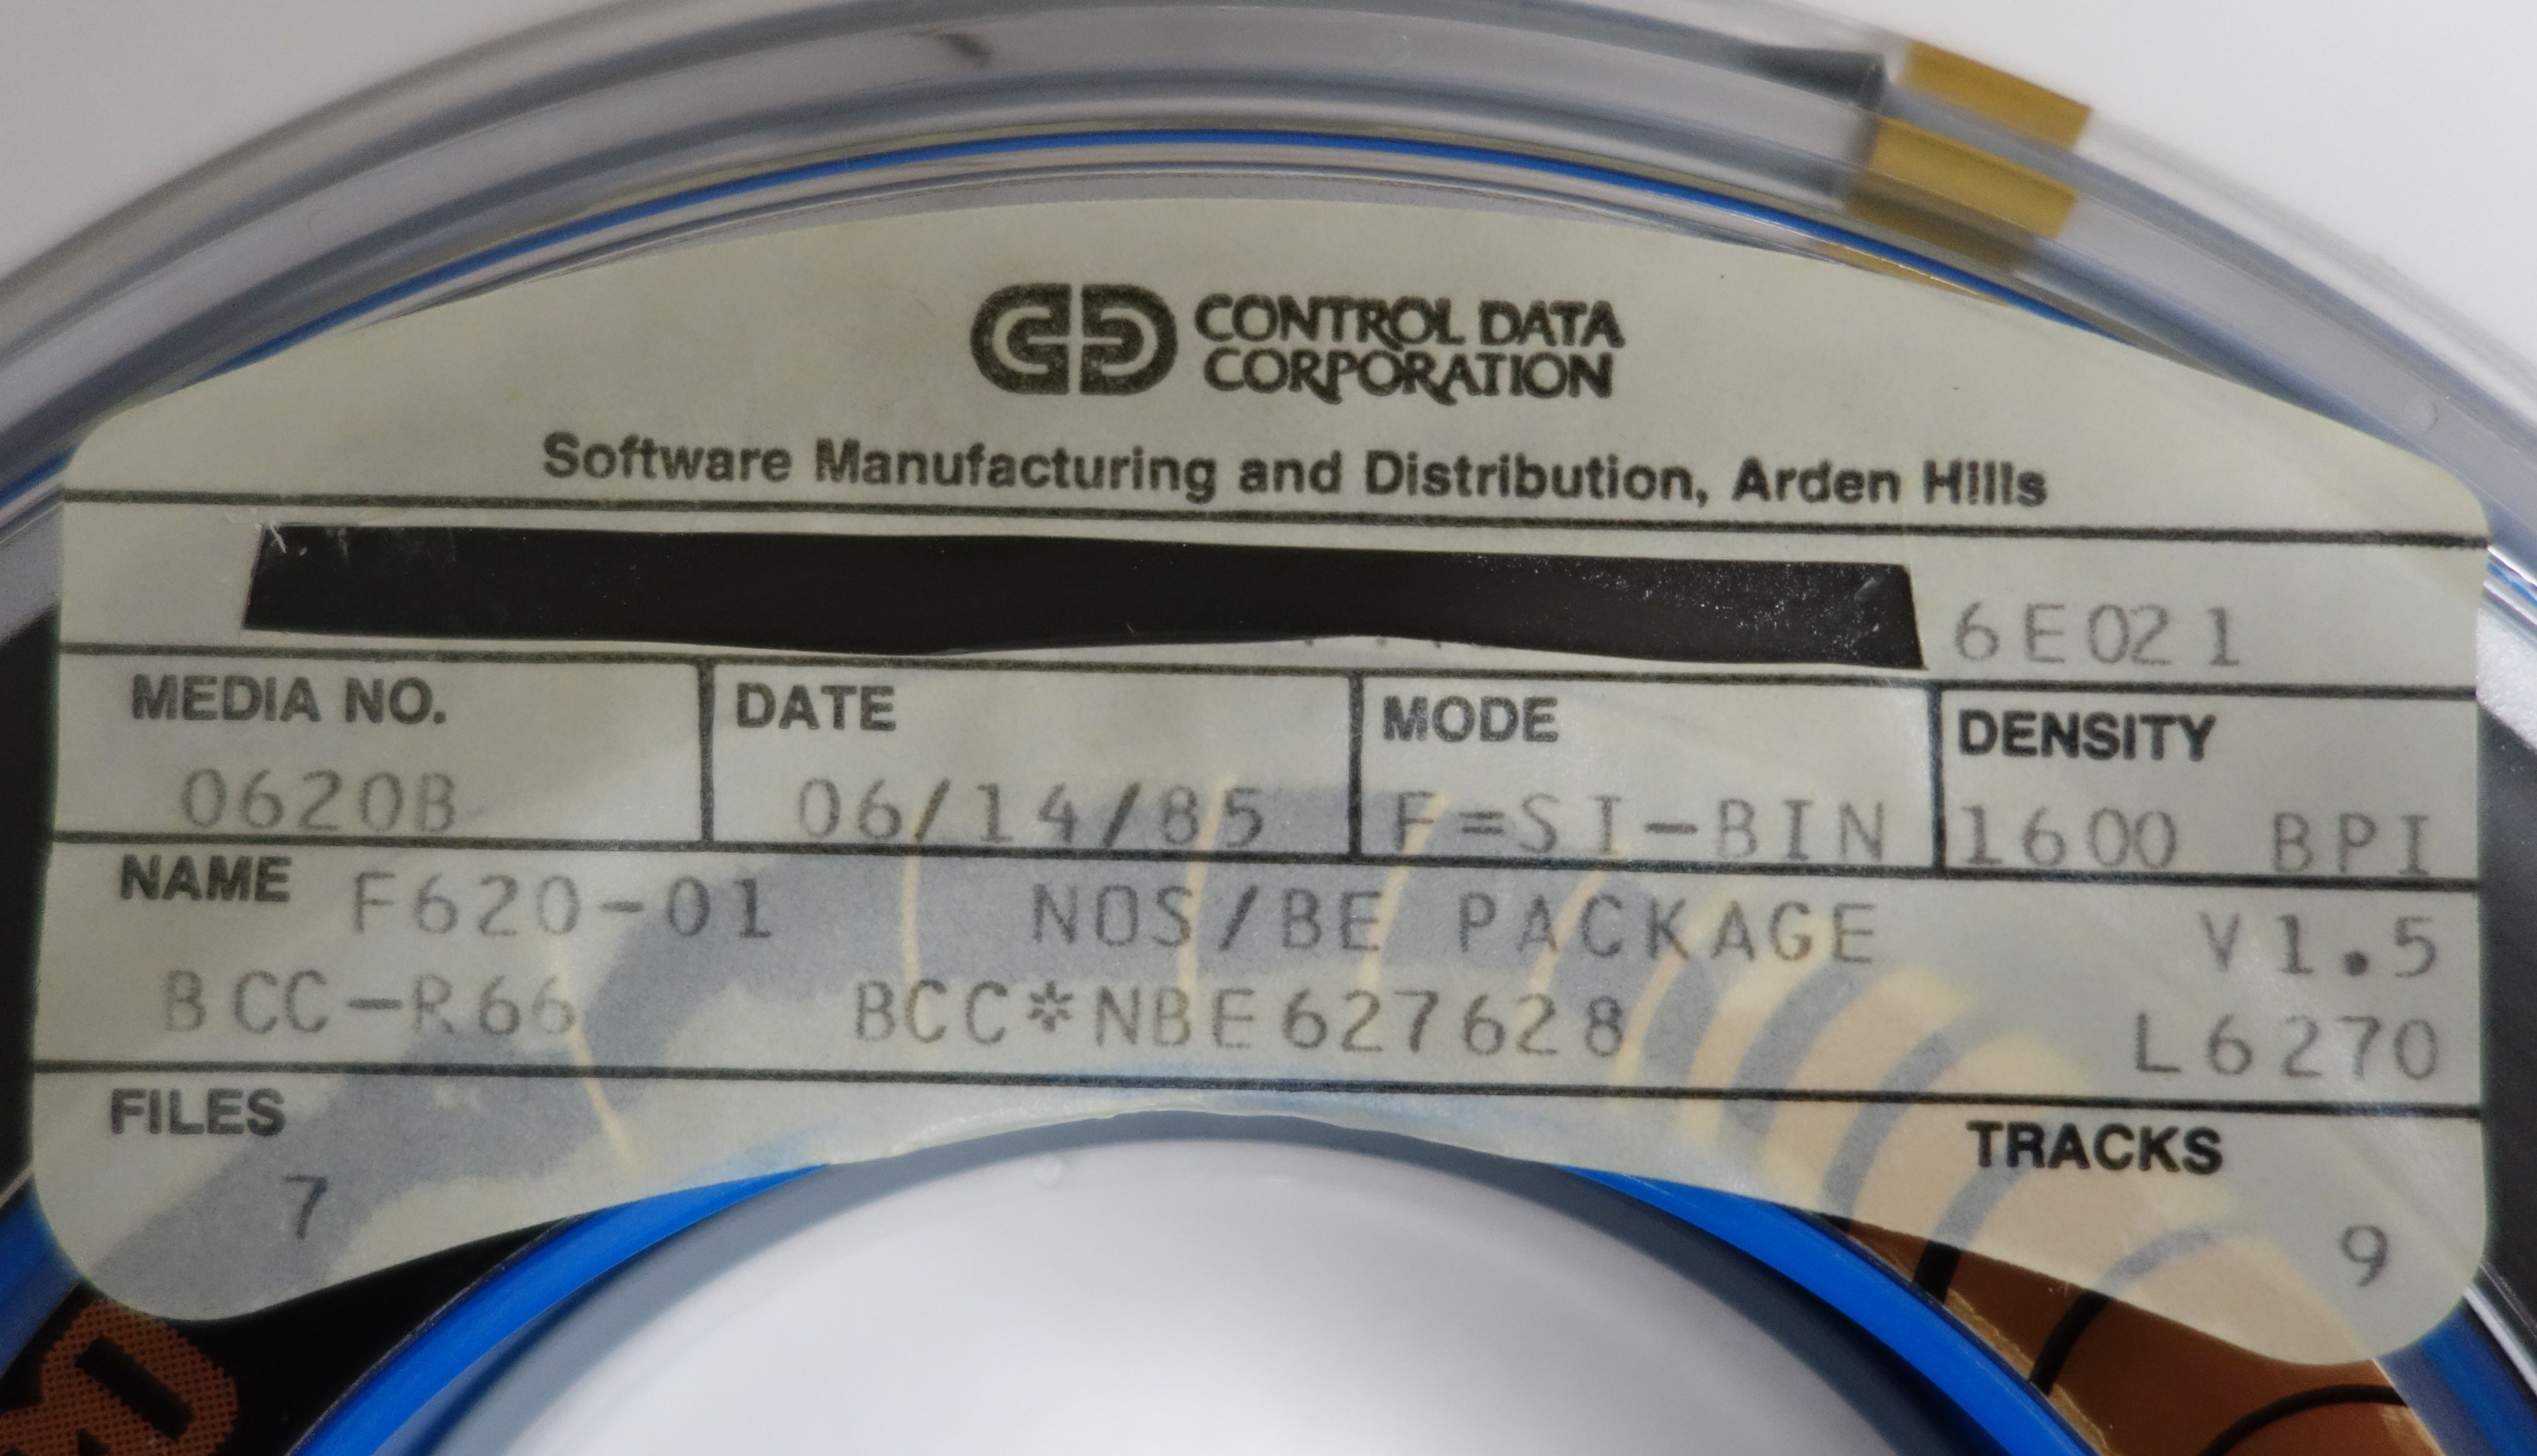 CONTROL DATA
CORPORATION
Software Manufacturing and Distribution, Arden Hills
6E021
MEDIA NO. DATE MODE DENSITY
0620B 06/14/85 F=SI-BIN 1600 BPI
NAME F620-01 NOS/BE PACKAGE V1.5
BCC-R66 BCC*NBE627628 L6270
FILES TRACKS
7 9